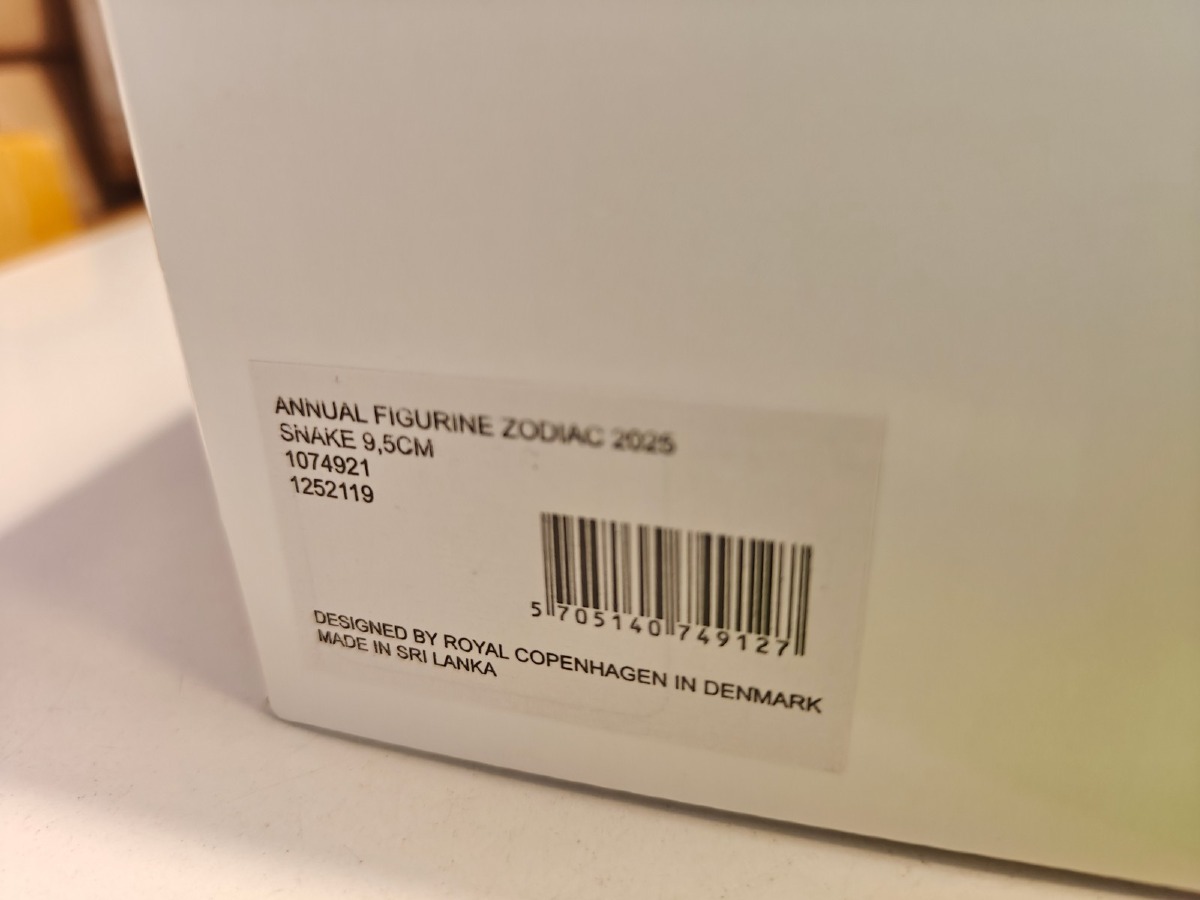 ANNUAL FIGURINE ZODIAC 2025
SNAKE 9,5CM
1074921
1252119
5 705140 749127
DESIGNED BY ROYAL COPENHAGEN IN DENMARK
MADE IN SRI LANKA